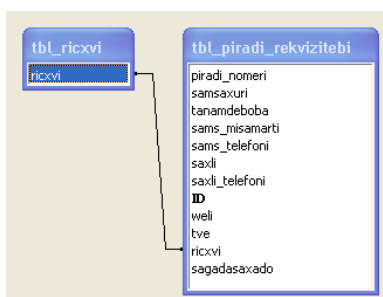 tbl_ricxvi
ricxvi
tbl_piradi_rekvizitebi
piradi_nomeri
samsaxuri
tanamdeboba
sams_misamarti
sams_telefoni
saxli
saxli_telefoni
ID
weli
tve
ricxvi
sagadasaxado